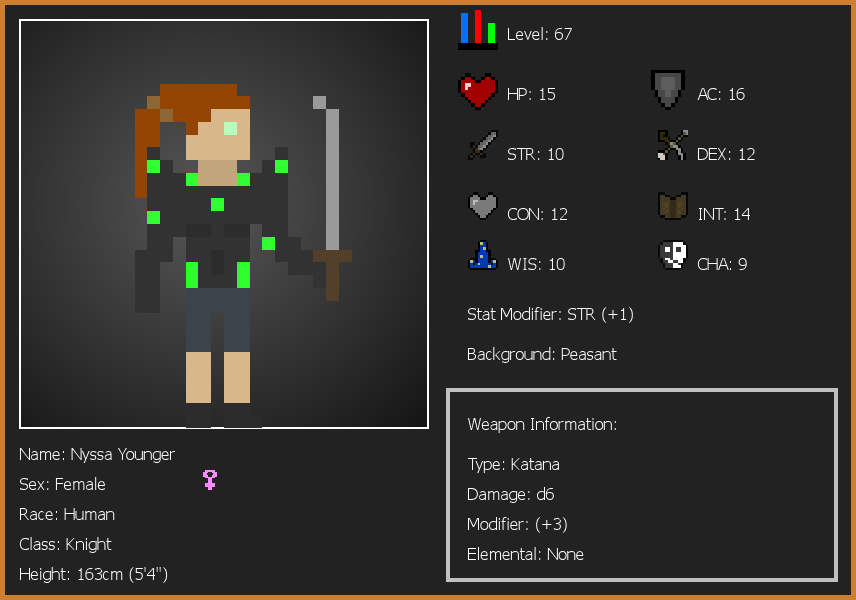 Level: 67
HP: 15
AC: 16
STR: 10
DEX: 12
CON: 12
INT: 14
WIS: 10
CHA: 9
Stat Modifier: STR (+1)
Background: Peasant
Weapon Information:
Type: Katana
Damage: d6
Modifier: (+3)
Elemental: None
Name: Nyssa Younger
Sex: Female
Race: Human
Class: Knight
Height: 163cm (5'4")